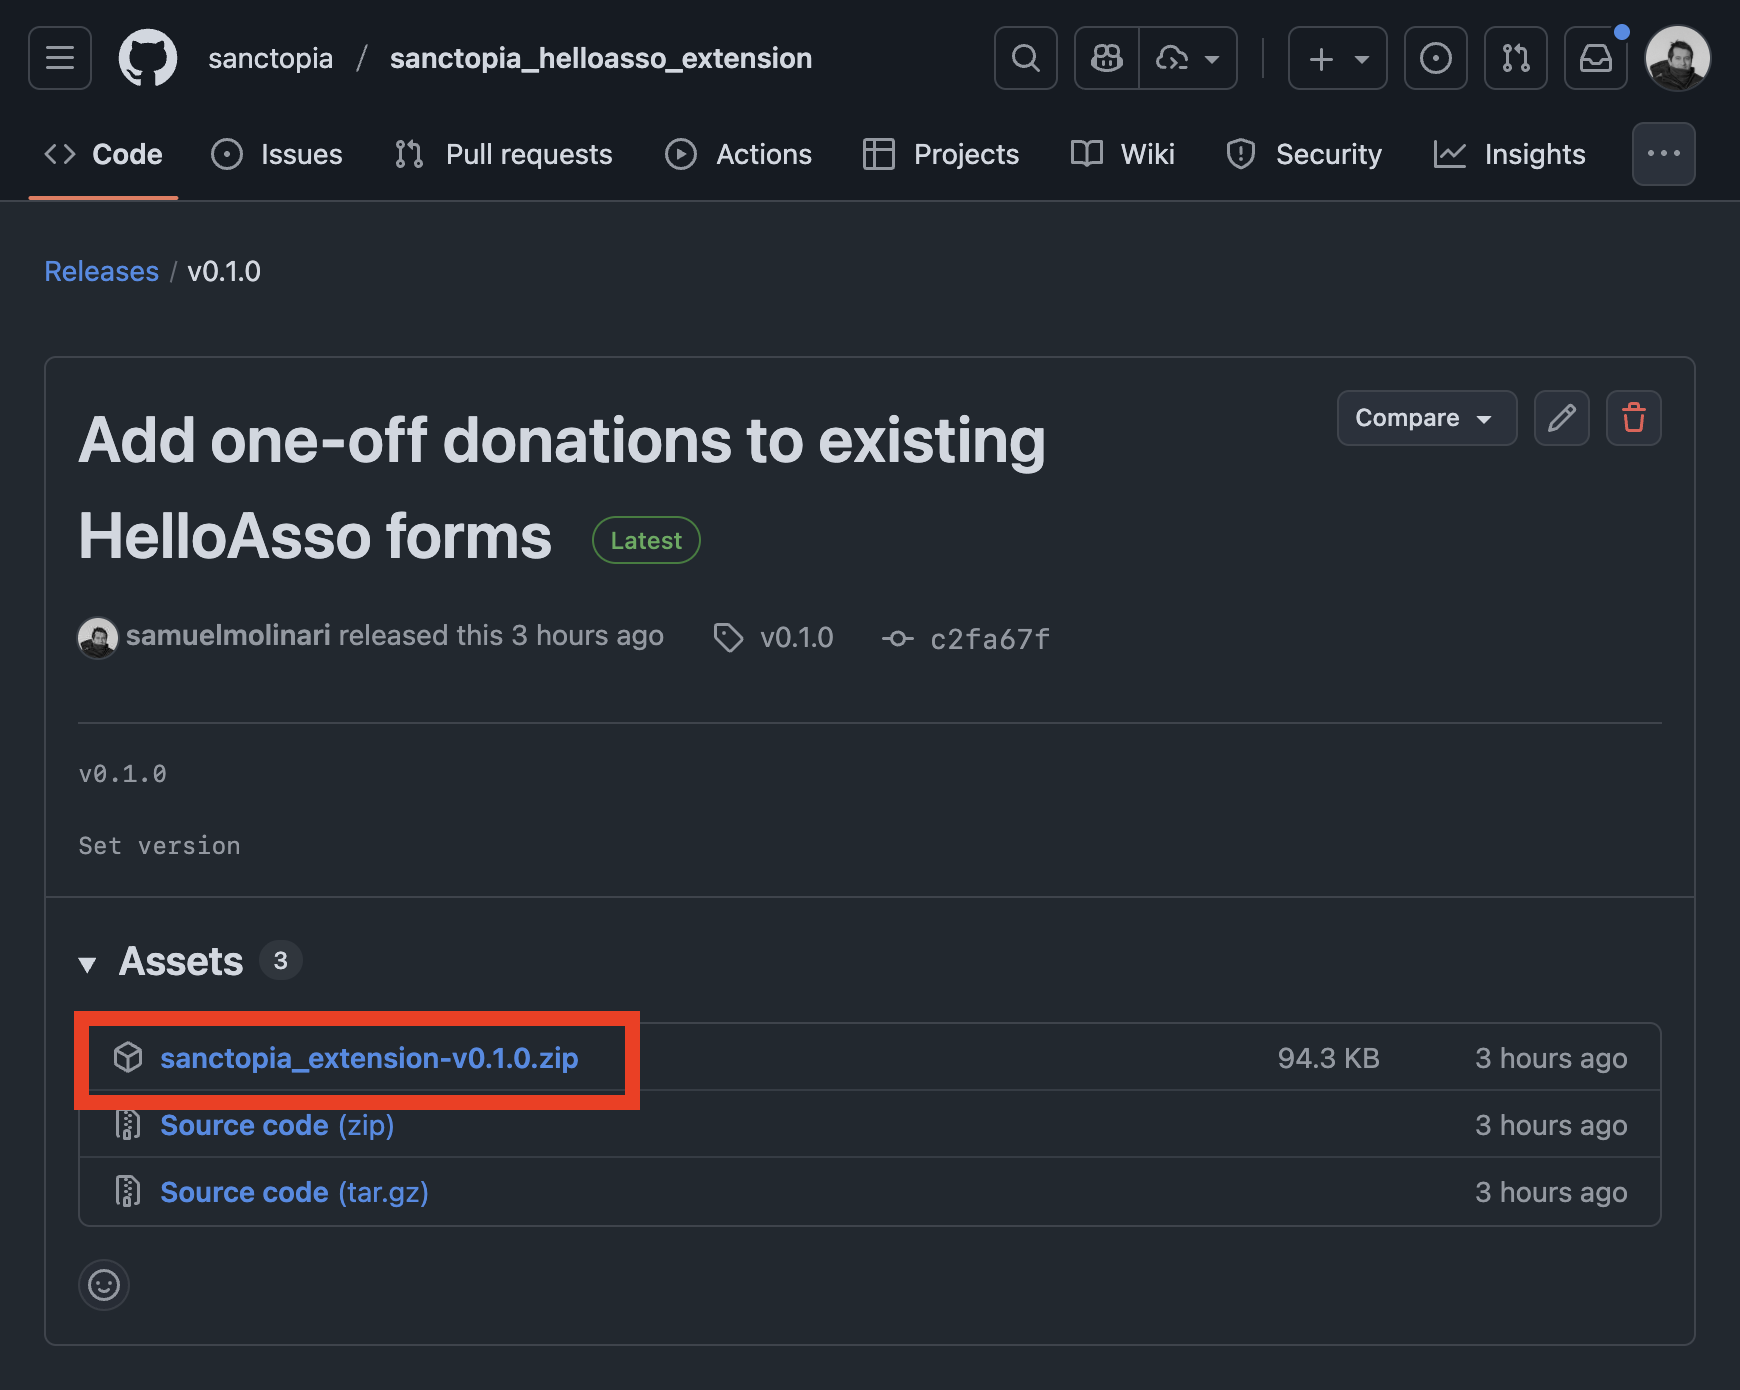 sanctopia / sanctopia_helloasso_extension
Code Issues Pull requests Actions Projects Wiki Security Insights
Releases / v0.1.0
Add one-off donations to existing
HelloAsso forms Latest
Compare
samuelmolinari released this 3 hours ago v0.1.0 c2fa67f
v0.1.0
Set version
Assets 3
sanctopia_extension-v0.1.0.zip 94.3 KB 3 hours ago
Source code (zip) 3 hours ago
Source code (tar.gz) 3 hours ago